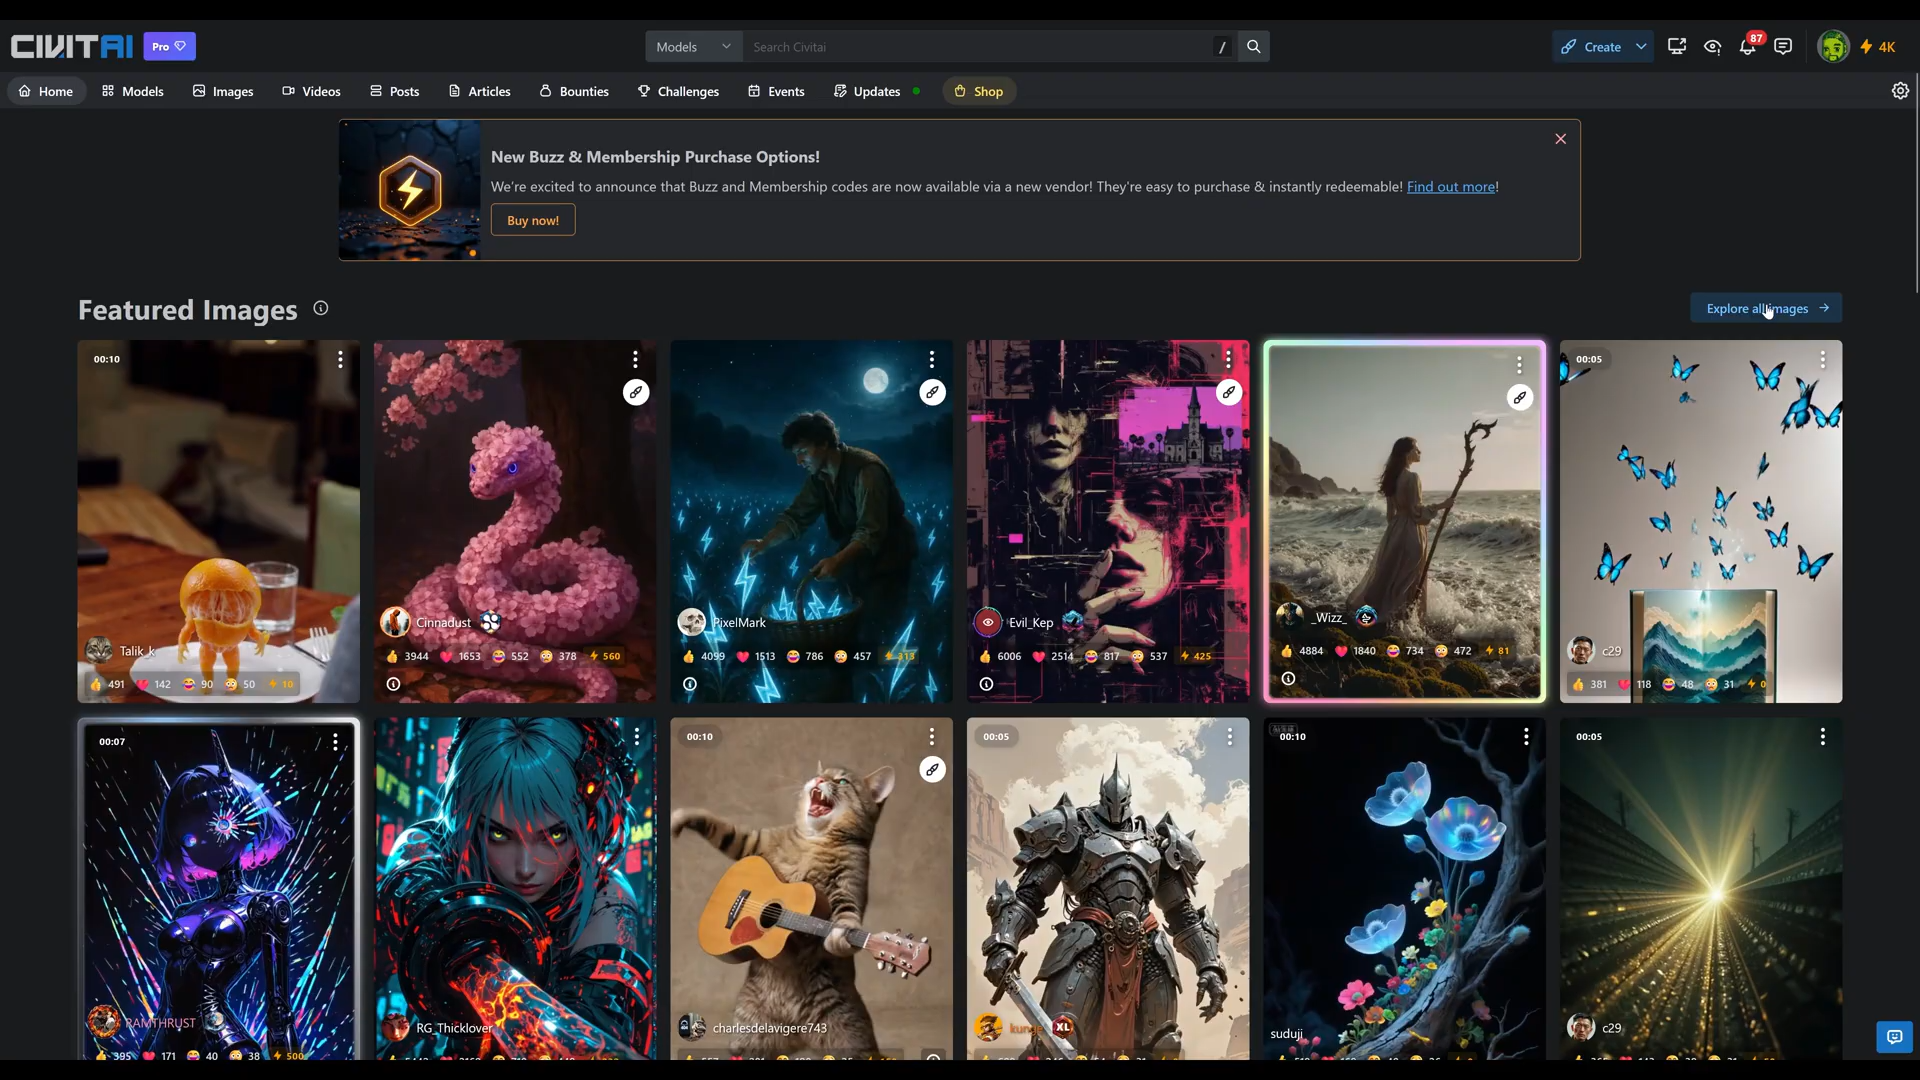 CIVITAI Pro Models Search Civitai / Create 87 4K
Home Models Images Videos Posts Articles Bounties Challenges Events Updates Shop
New Buzz & Membership Purchase Options!
We're excited to announce that Buzz and Membership codes are now available via a new vendor! They're easy to purchase & instantly redeemable! Find out more!
Buy now!
Featured Images
Explore all images
00:10
00:05
Talik_k
491 142 90 50 10
Cinnadust
3944 1653 552 378 560
PixelMark
4099 1513 786 457 313
Evil_Kep
6006 2514 817 537 425
_Wizz_
4884 1840 734 472 81
c29
381 118 48 31 0
00:07
00:10
00:05
00:10
00:05
RAMTHRUST
395 171 40 38 500
RG_Thicklover
charlesdelavigere743
XL
suduji
c29